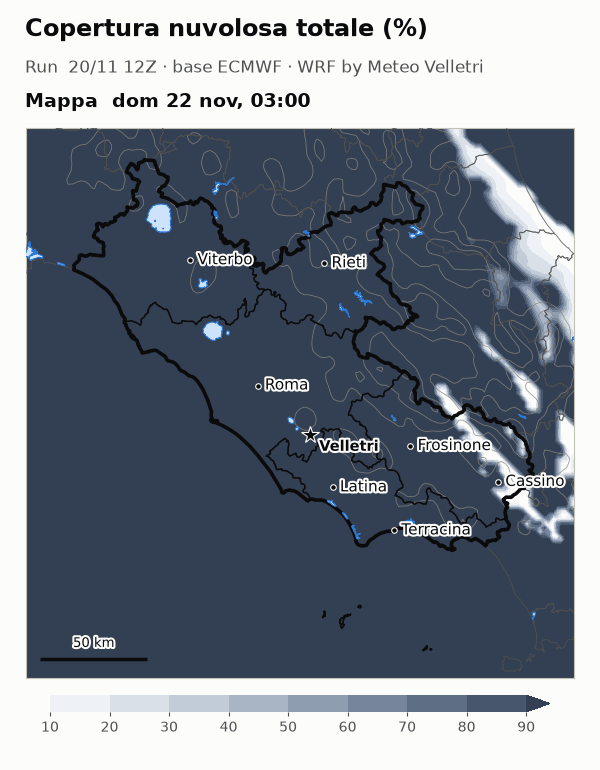 Copertura nuvolosa totale (%)
Run 20/11 12Z · base ECMWF · WRF by Meteo Velletri
Mappa dom 22 nov, 03:00
Viterbo
Rieti
Roma
Velletri
Frosinone
Latina
Cassino
Terracina
50 km
10 20 30 40 50 60 70 80 90